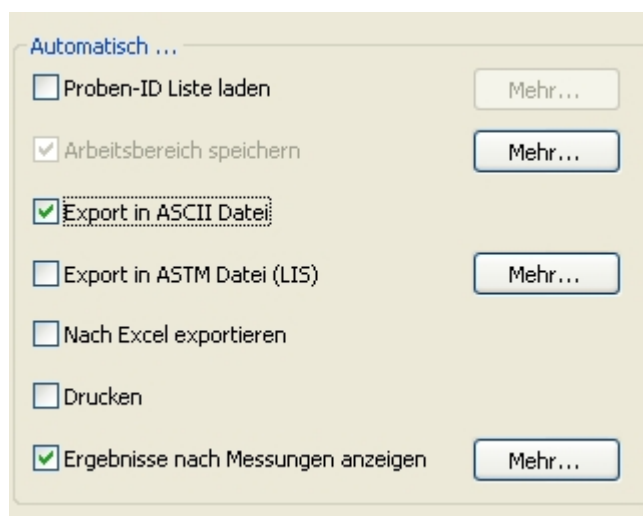 Automatisch ...
Proben-ID Liste laden Mehr...
Arbeitsbereich speichern Mehr...
Export in ASCII Datei
Export in ASTM Datei (LIS) Mehr...
Nach Excel exportieren
Drucken
Ergebnisse nach Messungen anzeigen Mehr...